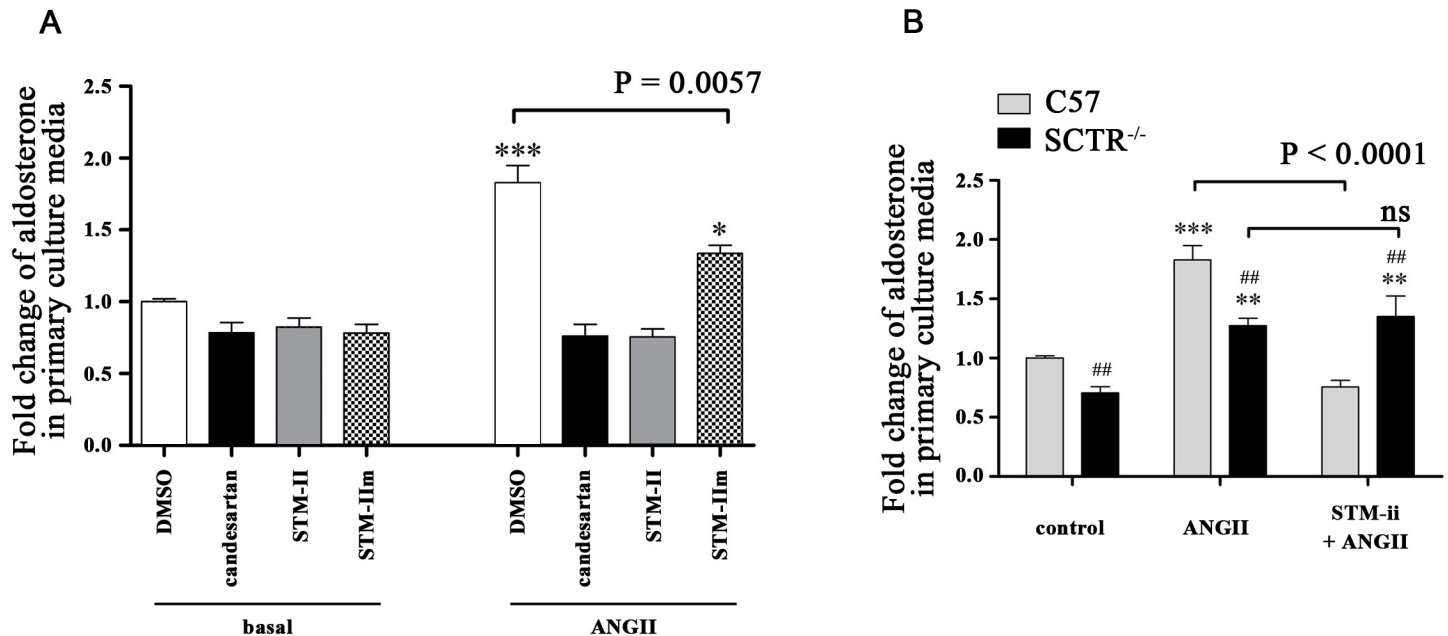 A
Fold change of aldosterone
in primary culture media
2.5
2.0
1.5
1.0
0.5
0.0
P = 0.0057
***
*
DMSO
candesartan
STM-II
STM-IIm
DMSO
candesartan
STM-II
STM-IIm
basal
ANGII
B
C57
SCTR-/-
P < 0.0001
ns
Fold change of aldosterone
in primary culture media
2.5
2.0
1.5
1.0
0.5
0.0
##
***
##
**
##
**
control
ANGII
STM-ii
+ ANGII